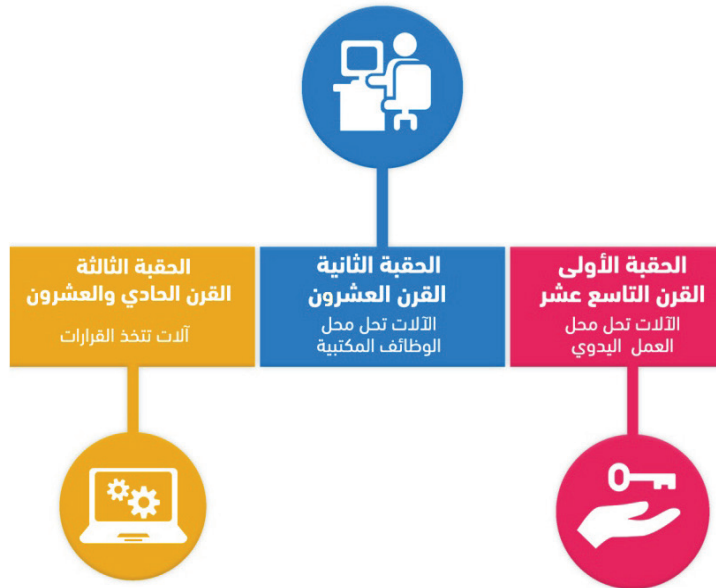 الحقبة الأولى
القرن التاسع عشر
الآلات تحل محل
العمل اليدوي
الحقبة الثانية
القرن العشرون
الآلات تحل محل
الوظائف المكتبية
الحقبة الثالثة
القرن الحادي والعشرون
آلات تتخذ القرارات